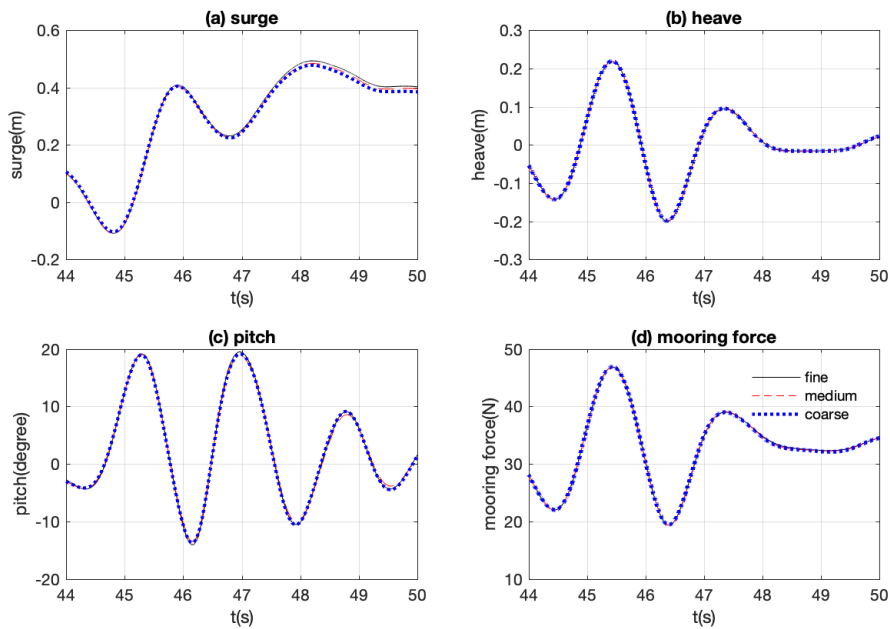 (a) surge
0.6
0.4
0.2
0
-0.2
surge(m)
44 45 46 47 48 49 50
t(s)
(b) heave
0.3
0.2
0.1
0
-0.1
-0.2
-0.3
heave(m)
44 45 46 47 48 49 50
t(s)
(c) pitch
20
10
0
-10
-20
pitch(degree)
44 45 46 47 48 49 50
t(s)
(d) mooring force
50
40
30
20
10
mooring force(N)
fine
medium
coarse
44 45 46 47 48 49 50
t(s)